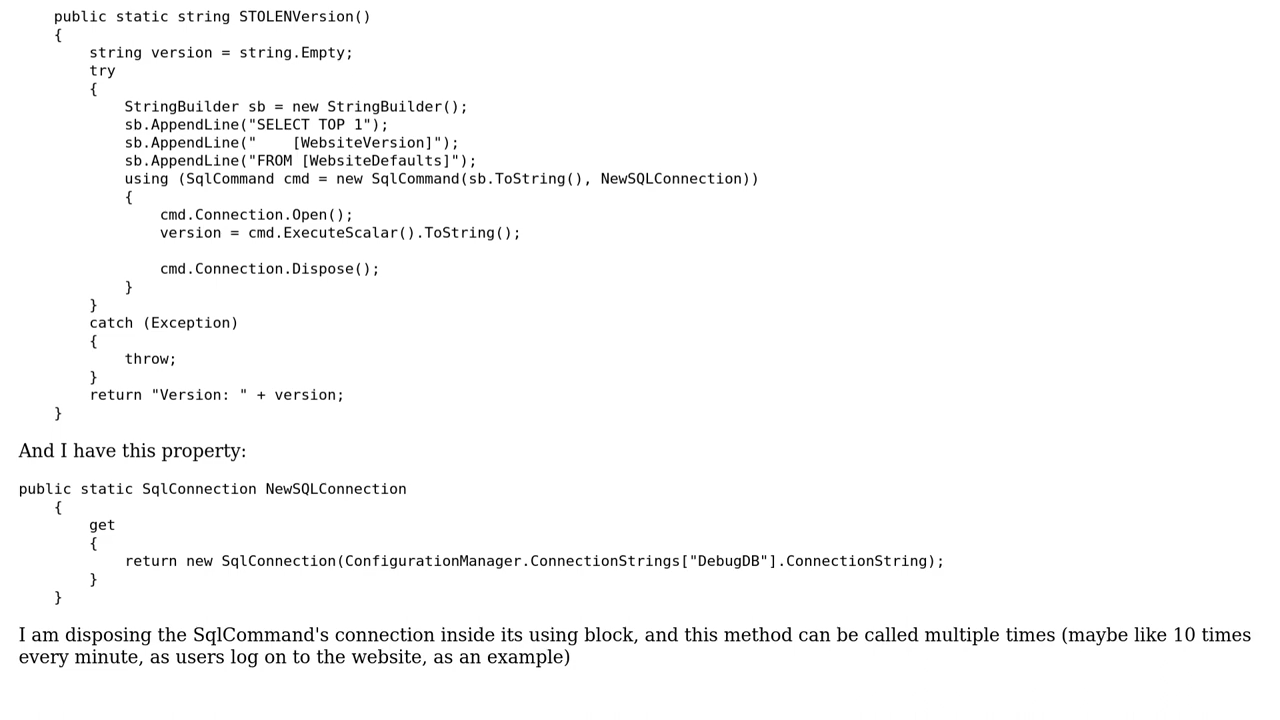 public static string STOLENVersion()
{
string version = string.Empty;
try
{
StringBuilder sb = new StringBuilder();
sb.AppendLine("SELECT TOP 1");
sb.AppendLine("    [WebsiteVersion]");
sb.AppendLine("FROM [WebsiteDefaults]");
using (SqlCommand cmd = new SqlCommand(sb.ToString(), NewSQLConnection))
{
cmd.Connection.Open();
version = cmd.ExecuteScalar().ToString();
cmd.Connection.Dispose();
}
}
catch (Exception)
{
throw;
}
return "Version: " + version;
}
And I have this property:
public static SqlConnection NewSQLConnection
{
get
{
return new SqlConnection(ConfigurationManager.ConnectionStrings["DebugDB"].ConnectionString);
}
}
I am disposing the SqlCommand's connection inside its using block, and this method can be called multiple times (maybe like 10 times
every minute, as users log on to the website, as an example)